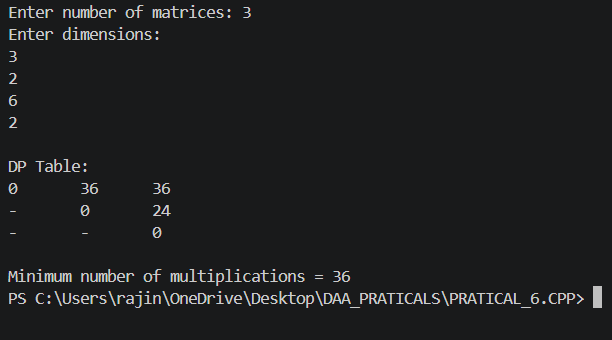 Enter number of matrices: 3
Enter dimensions:
3
2
6
2
DP Table:
0 36 36
- 0 24
- - 0
Minimum number of multiplications = 36
PS C:\Users\rajin\OneDrive\Desktop\DAA_PRATICALS\PRATICAL_6.CPP>